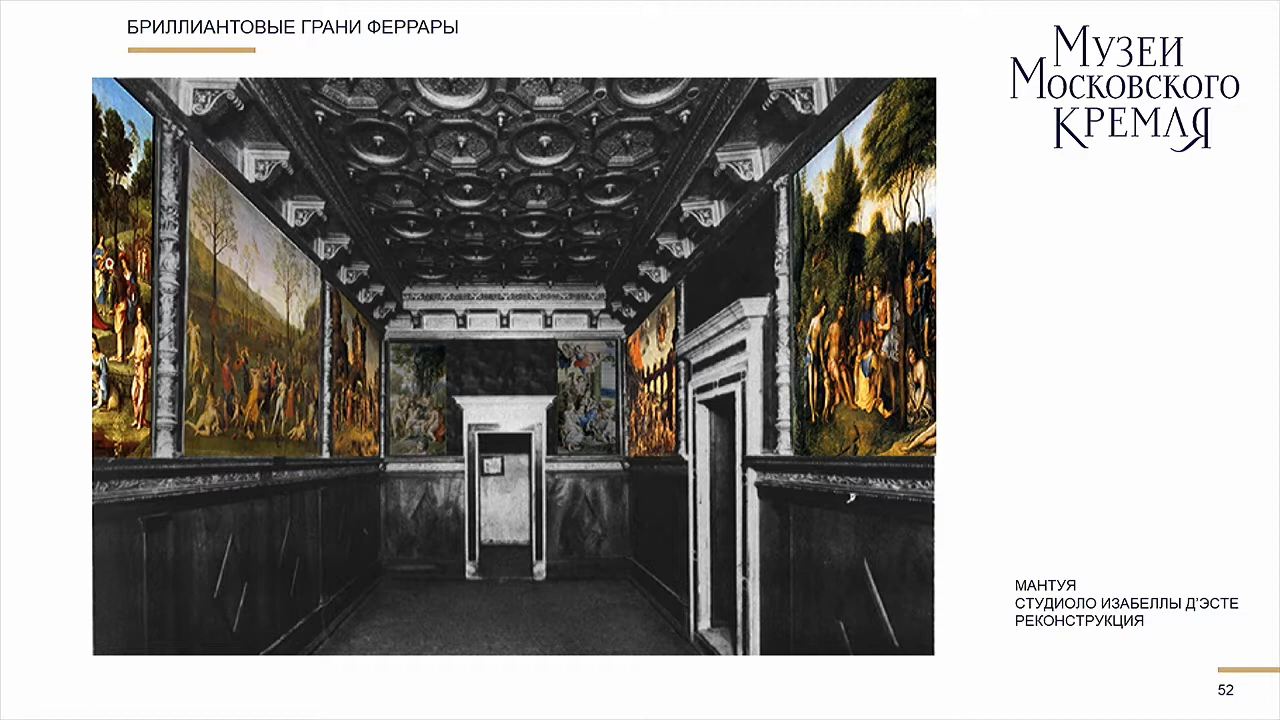 БРИЛЛИАНТОВЫЕ ГРАНИ ФЕРРАРЫ
МУЗЕИ
МОСКОВСКОГО
КРЕМЛЯ
МАНТУЯ
СТУДИОЛО ИЗАБЕЛЛЫ Д'ЭСТЕ
РЕКОНСТРУКЦИЯ
52